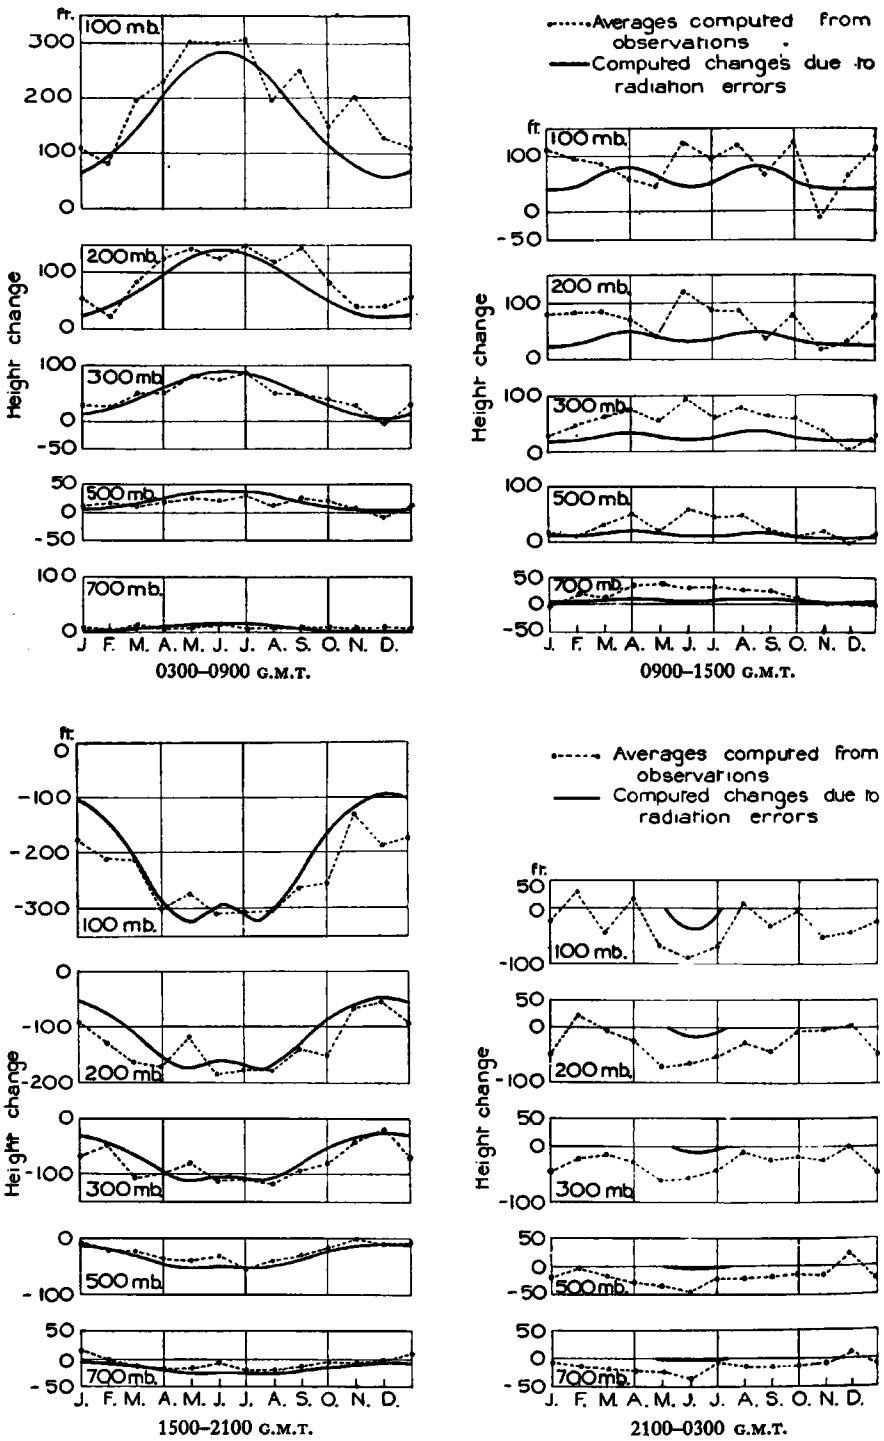 ft.
100 mb.
300
200
100
0
200 mb.
100
0
300 mb.
100
0
-50
500 mb.
50
0
-50
700 mb.
100
0
J. F. M. A. M. J. J. A. S. O. N. D.
0300–0900 G.M.T.
Height change
Averages computed from
observations
Computed changes due to
radiation errors
ft.
100 mb.
100
0
-50
200 mb.
100
0
300 mb.
100
0
500 mb.
100
0
700 mb.
50
0
-50
J. F. M. A. M. J. J. A. S. O. N. D.
0900–1500 G.M.T.
Height change
ft.
0
-100
-200
-300
100 mb.
0
-100
-200
200 mb.
0
-100
300 mb.
0
-100
500 mb.
50
0
-50
700 mb.
J. F. M. A. M. J. J. A. S. O. N. D.
1500–2100 G.M.T.
Height change
Averages computed from
observations
Computed changes due to
radiation errors
ft.
50
0
-100
100 mb.
50
0
-100
200 mb.
50
0
-100
300 mb.
50
0
-50
500 mb.
50
0
-50
700 mb.
J. F. M. A. M. J. J. A. S. O. N. D.
2100–0300 G.M.T.
Height change